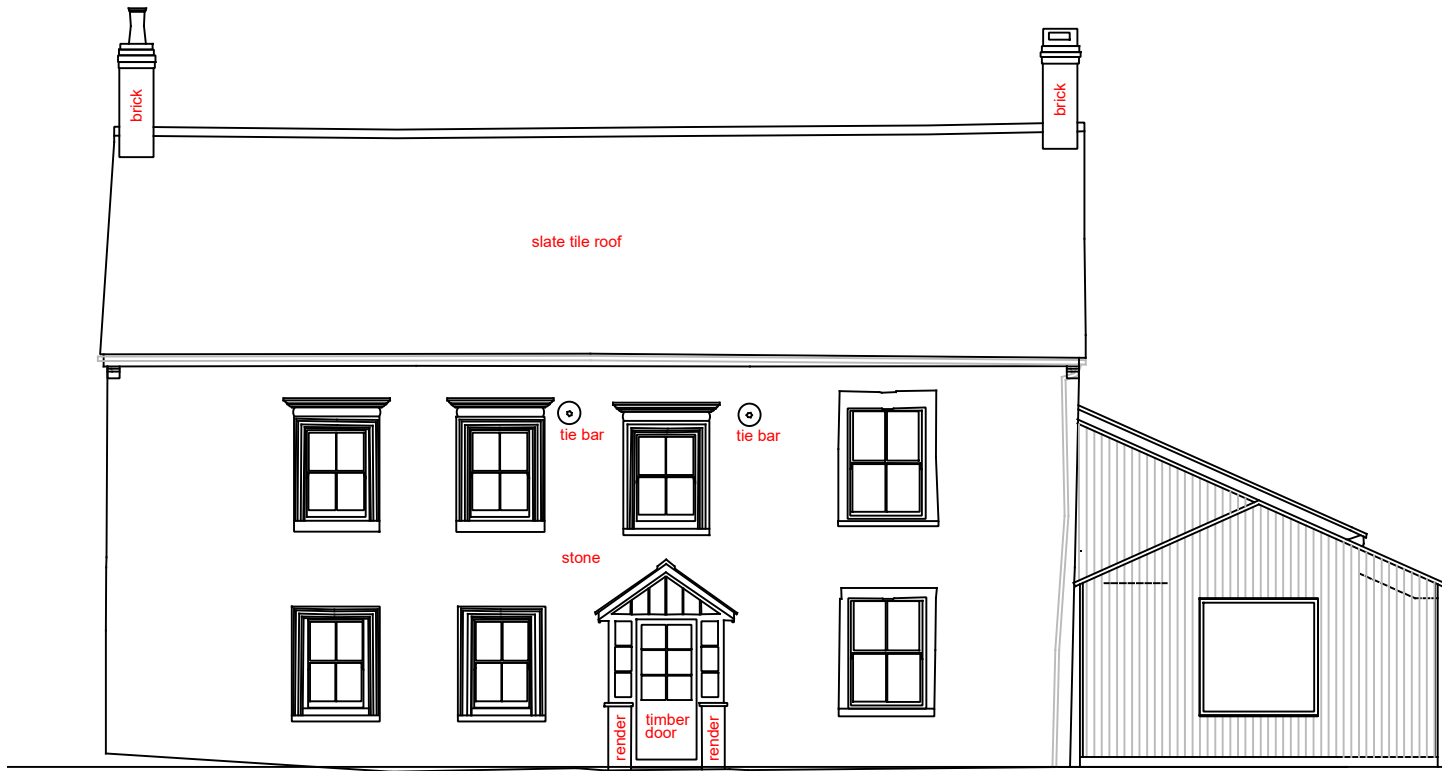 brick
brick
slate tile roof
tie bar
tie bar
stone
render
timber
door
render